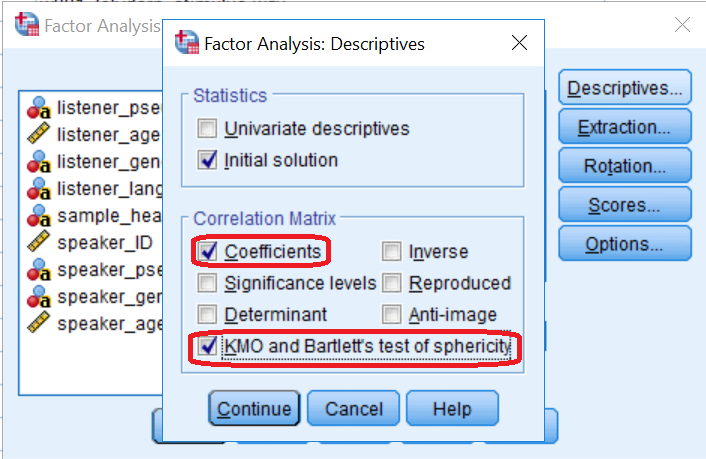 Factor Analysis
Factor Analysis: Descriptives
Statistics
Univariate descriptives
Initial solution
Correlation Matrix
Coefficients
Inverse
Significance levels
Reproduced
Determinant
Anti-image
KMO and Bartlett's test of sphericity
Continue
Cancel
Help
listener_pse
listener_age
listener_gen
listener_lang
sample_hea
speaker_ID
speaker_pse
speaker_gen
speaker_age
Descriptives...
Extraction...
Rotation...
Scores...
Options...